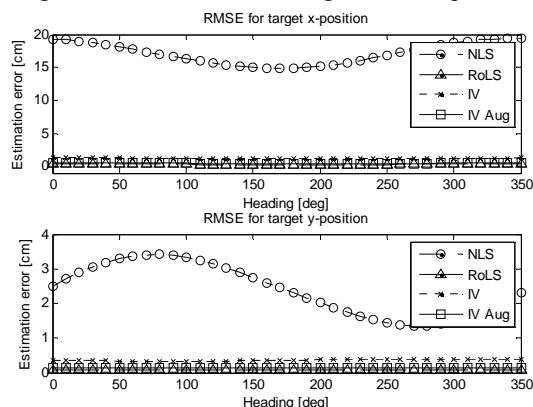 RMSE for target x-position
Estimation error [cm]
20
15
10
5
0
NLS
RoLS
IV
IV Aug
0 50 100 150 200 250 300 350
Heading [deg]
RMSE for target y-position
Estimation error [cm]
4
3
2
1
0
NLS
RoLS
IV
IV Aug
0 50 100 150 200 250 300 350
Heading [deg]